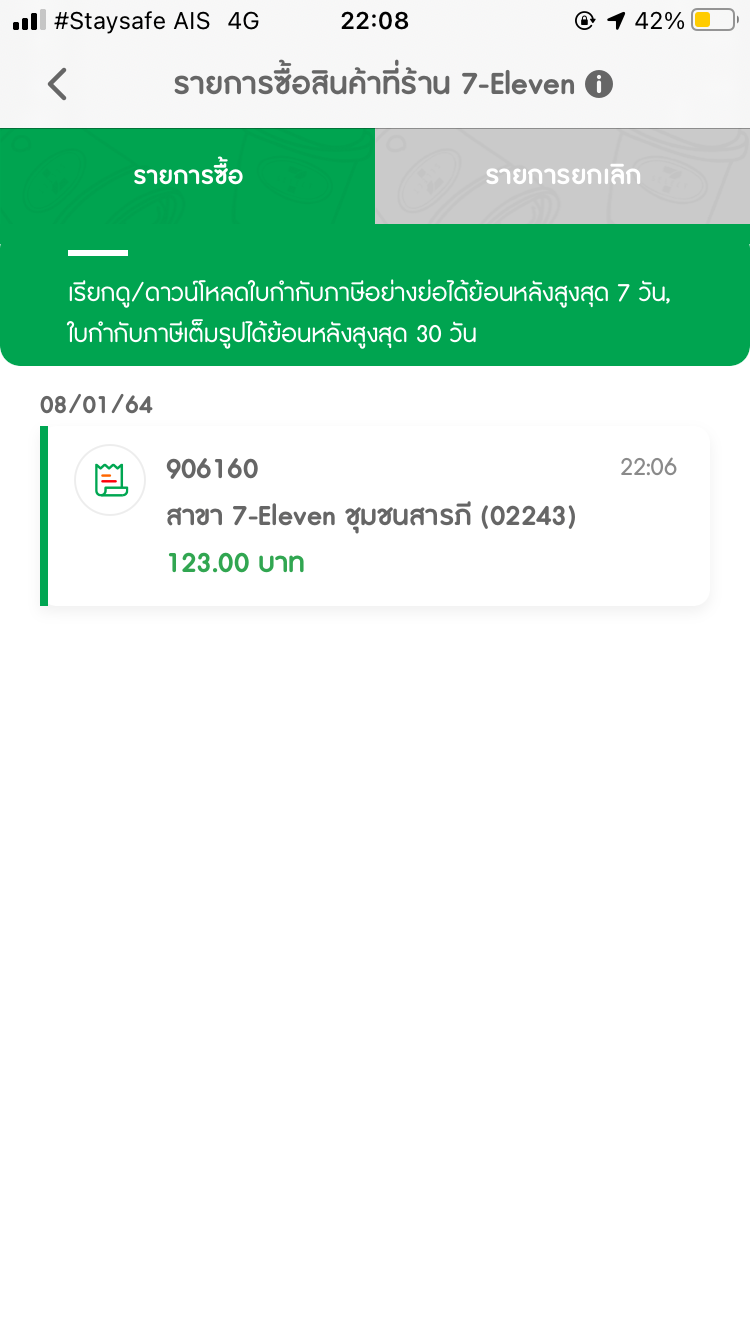 #Staysafe AIS 4G 22:08 42%
รายการซื้อสินค้าที่ร้าน 7-Eleven
รายการซื้อ รายการยกเลิก
เรียกดู/ดาวน์โหลดใบกำกับภาษีอย่างย่อได้ย้อนหลังสูงสุด 7 วัน,
ใบกำกับภาษีเต็มรูปได้ย้อนหลังสูงสุด 30 วัน
08/01/64
906160 22:06
สาขา 7-Eleven ชุมชนสารภี (02243)
123.00 บาท